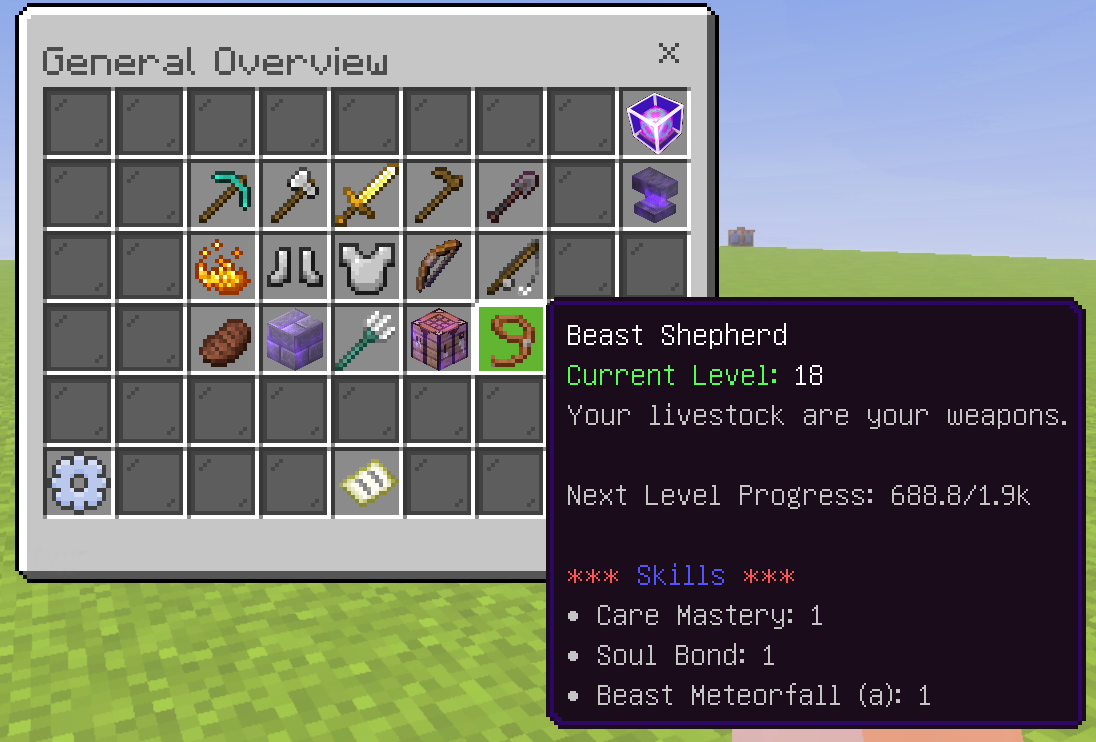 General Overview
X
Beast Shepherd
Current Level: 18
Your livestock are your weapons.
Next Level Progress: 688.8/1.9k
*** Skills ***
• Care Mastery: 1
• Soul Bond: 1
• Beast Meteorfall (a): 1